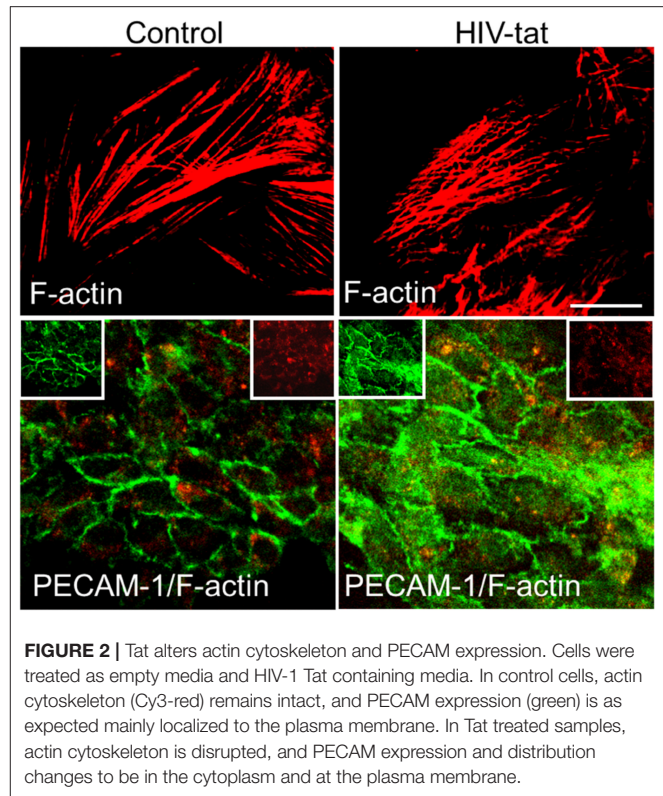 Control
HIV-tat
F-actin
F-actin
PECAM-1/F-actin
PECAM-1/F-actin
FIGURE 2 | Tat alters actin cytoskeleton and PECAM expression. Cells were
treated as empty media and HIV-1 Tat containing media. In control cells, actin
cytoskeleton (Cy3-red) remains intact, and PECAM expression (green) is as
expected mainly localized to the plasma membrane. In Tat treated samples,
actin cytoskeleton is disrupted, and PECAM expression and distribution
changes to be in the cytoplasm and at the plasma membrane.